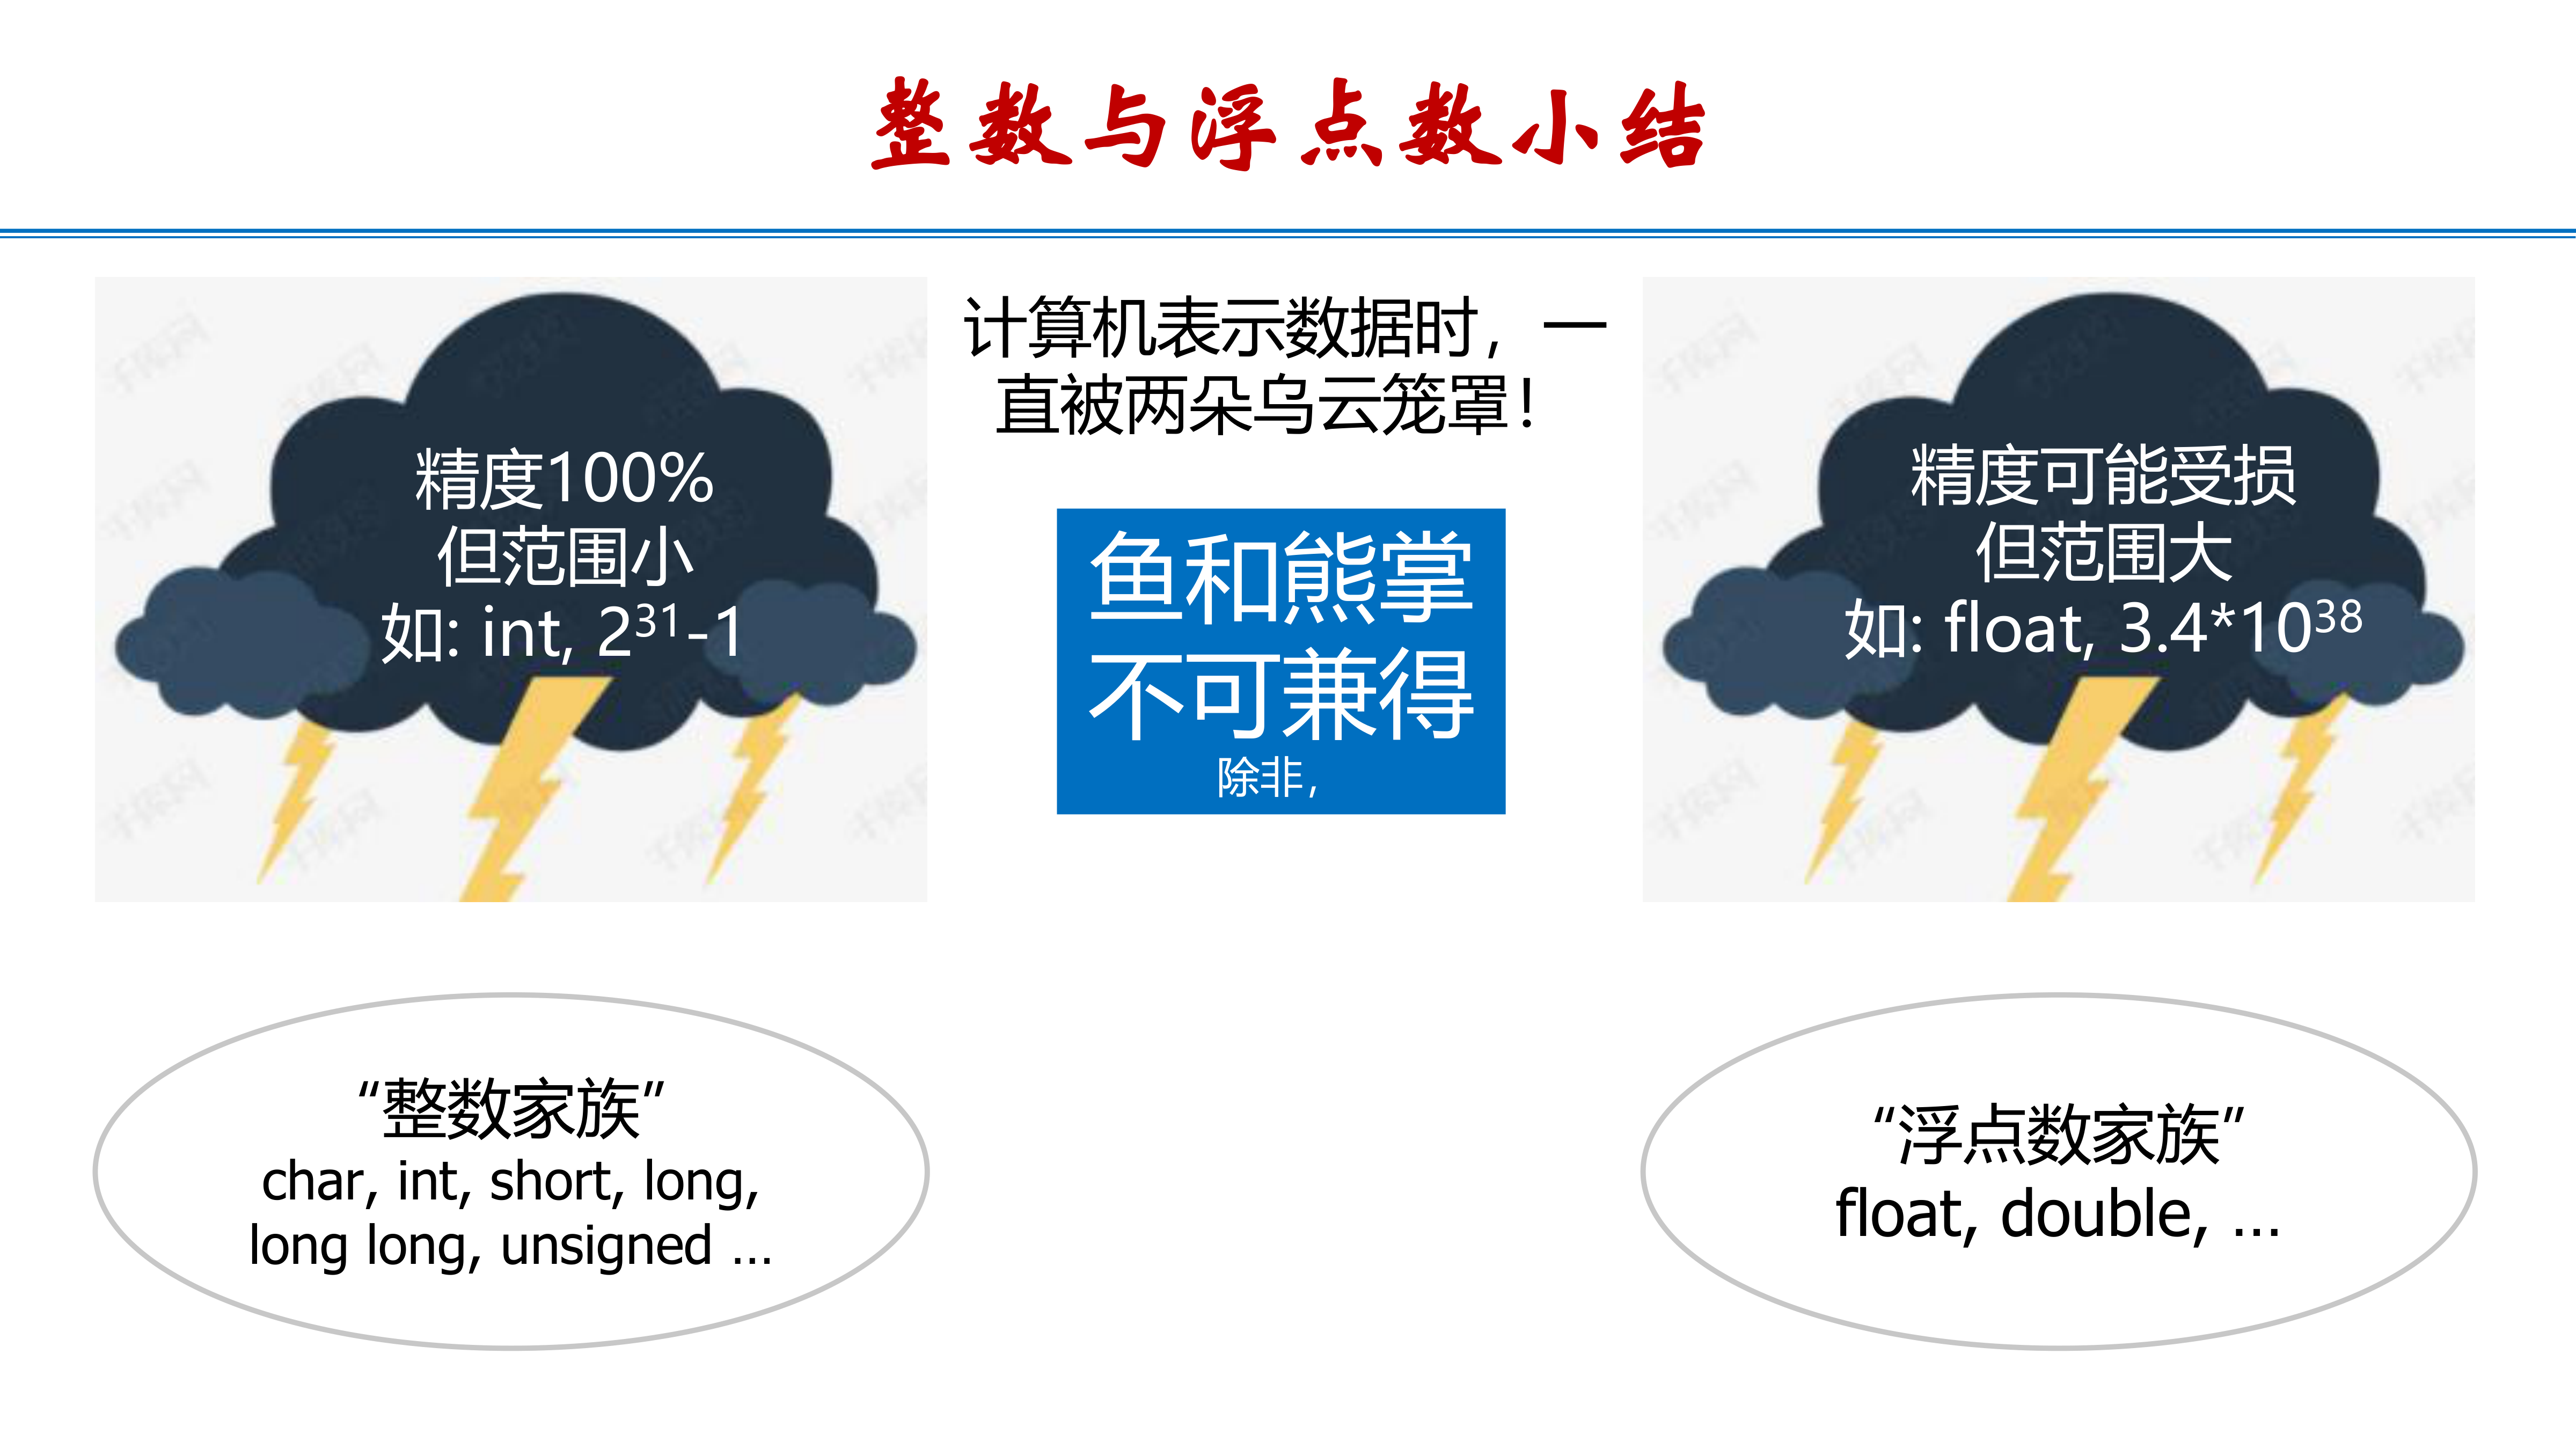 整数与浮点数小结
计算机表示数据时，一
直被两朵乌云笼罩！
精度100%
但范围小
如: int, 2³¹-1
鱼和熊掌
不可兼得
除非，
精度可能受损
但范围大
如: float, 3.4*10³⁸
“整数家族”
char, int, short, long,
long long, unsigned …
“浮点数家族”
float, double, …